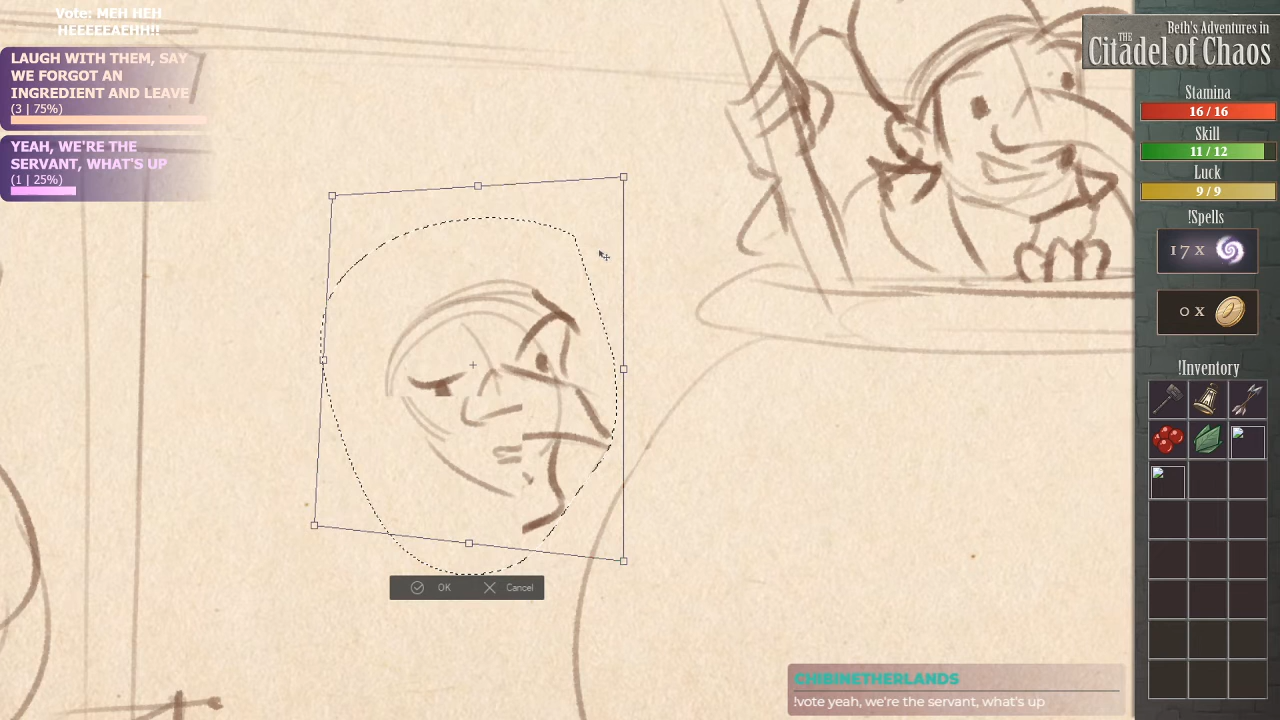 Vote: MEH HEH
HEEEEEAEHH!!
LAUGH WITH THEM, SAY
WE FORGOT AN
INGREDIENT AND LEAVE
(3 | 75%)
YEAH, WE'RE THE
SERVANT, WHAT'S UP
(1 | 25%)
OK Cancel
Beth's Adventures in
THE
Citadel of Chaos
Stamina
16 / 16
Skill
11 / 12
Luck
9 / 9
!Spells
17 x
0 x
!Inventory
CHIBINETHERLANDS
!vote yeah, we're the servant, what's up